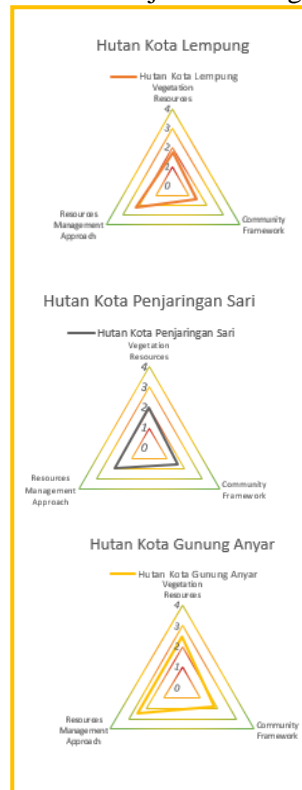 Hutan Kota Lempung
Hutan Kota Lempung
Vegetation
Resources
4
3
2
1
0
Resources
Management
Approach
Community
Framework
Hutan Kota Penjaringan Sari
Hutan Kota Penjaringan Sari
Vegetation
Resources
4
3
2
1
0
Resources
Management
Approach
Community
Framework
Hutan Kota Gunung Anyar
Hutan Kota Gunung Anyar
Vegetation
Resources
4
3
2
1
0
Resources
Management
Approach
Community
Framework